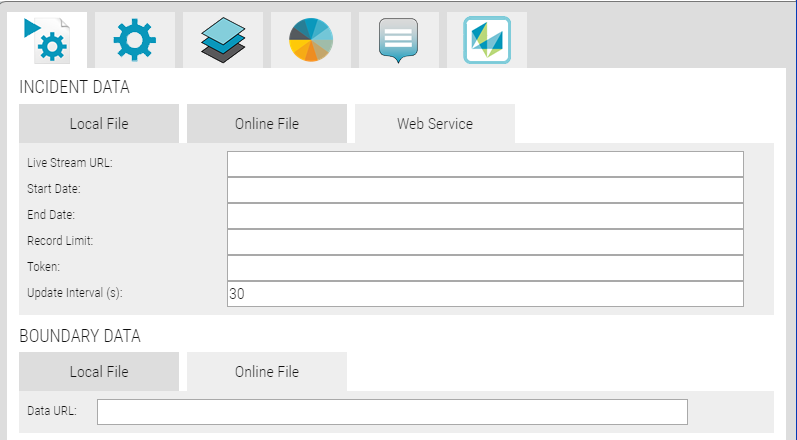 INCIDENT DATA
Local File Online File Web Service
Live Stream URL:
Start Date:
End Date:
Record Limit:
Token:
Update Interval (s): 30
BOUNDARY DATA
Local File Online File
Data URL: